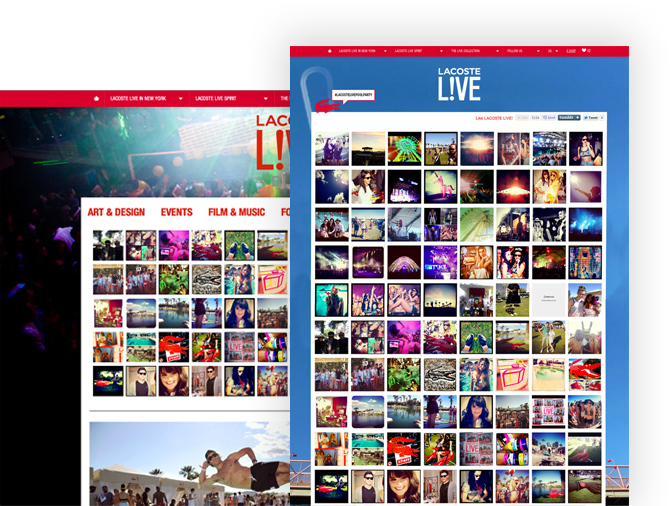 LACOSTE LIVE IN NEW YORK
LACOSTE LIVE SPIRIT
THE
LACOSTE
L!VE
ART & DESIGN
EVENTS
FILM & MUSIC
LACOSTE LIVE IN NEW YORK
LACOSTE LIVE SPIRIT
THE LIVE COLLECTION
FOLLOW US
LACOSTE
L!VE
#LACOSTELIVEPOOLPARTY
Like LACOSTE LIVE!
Tweet